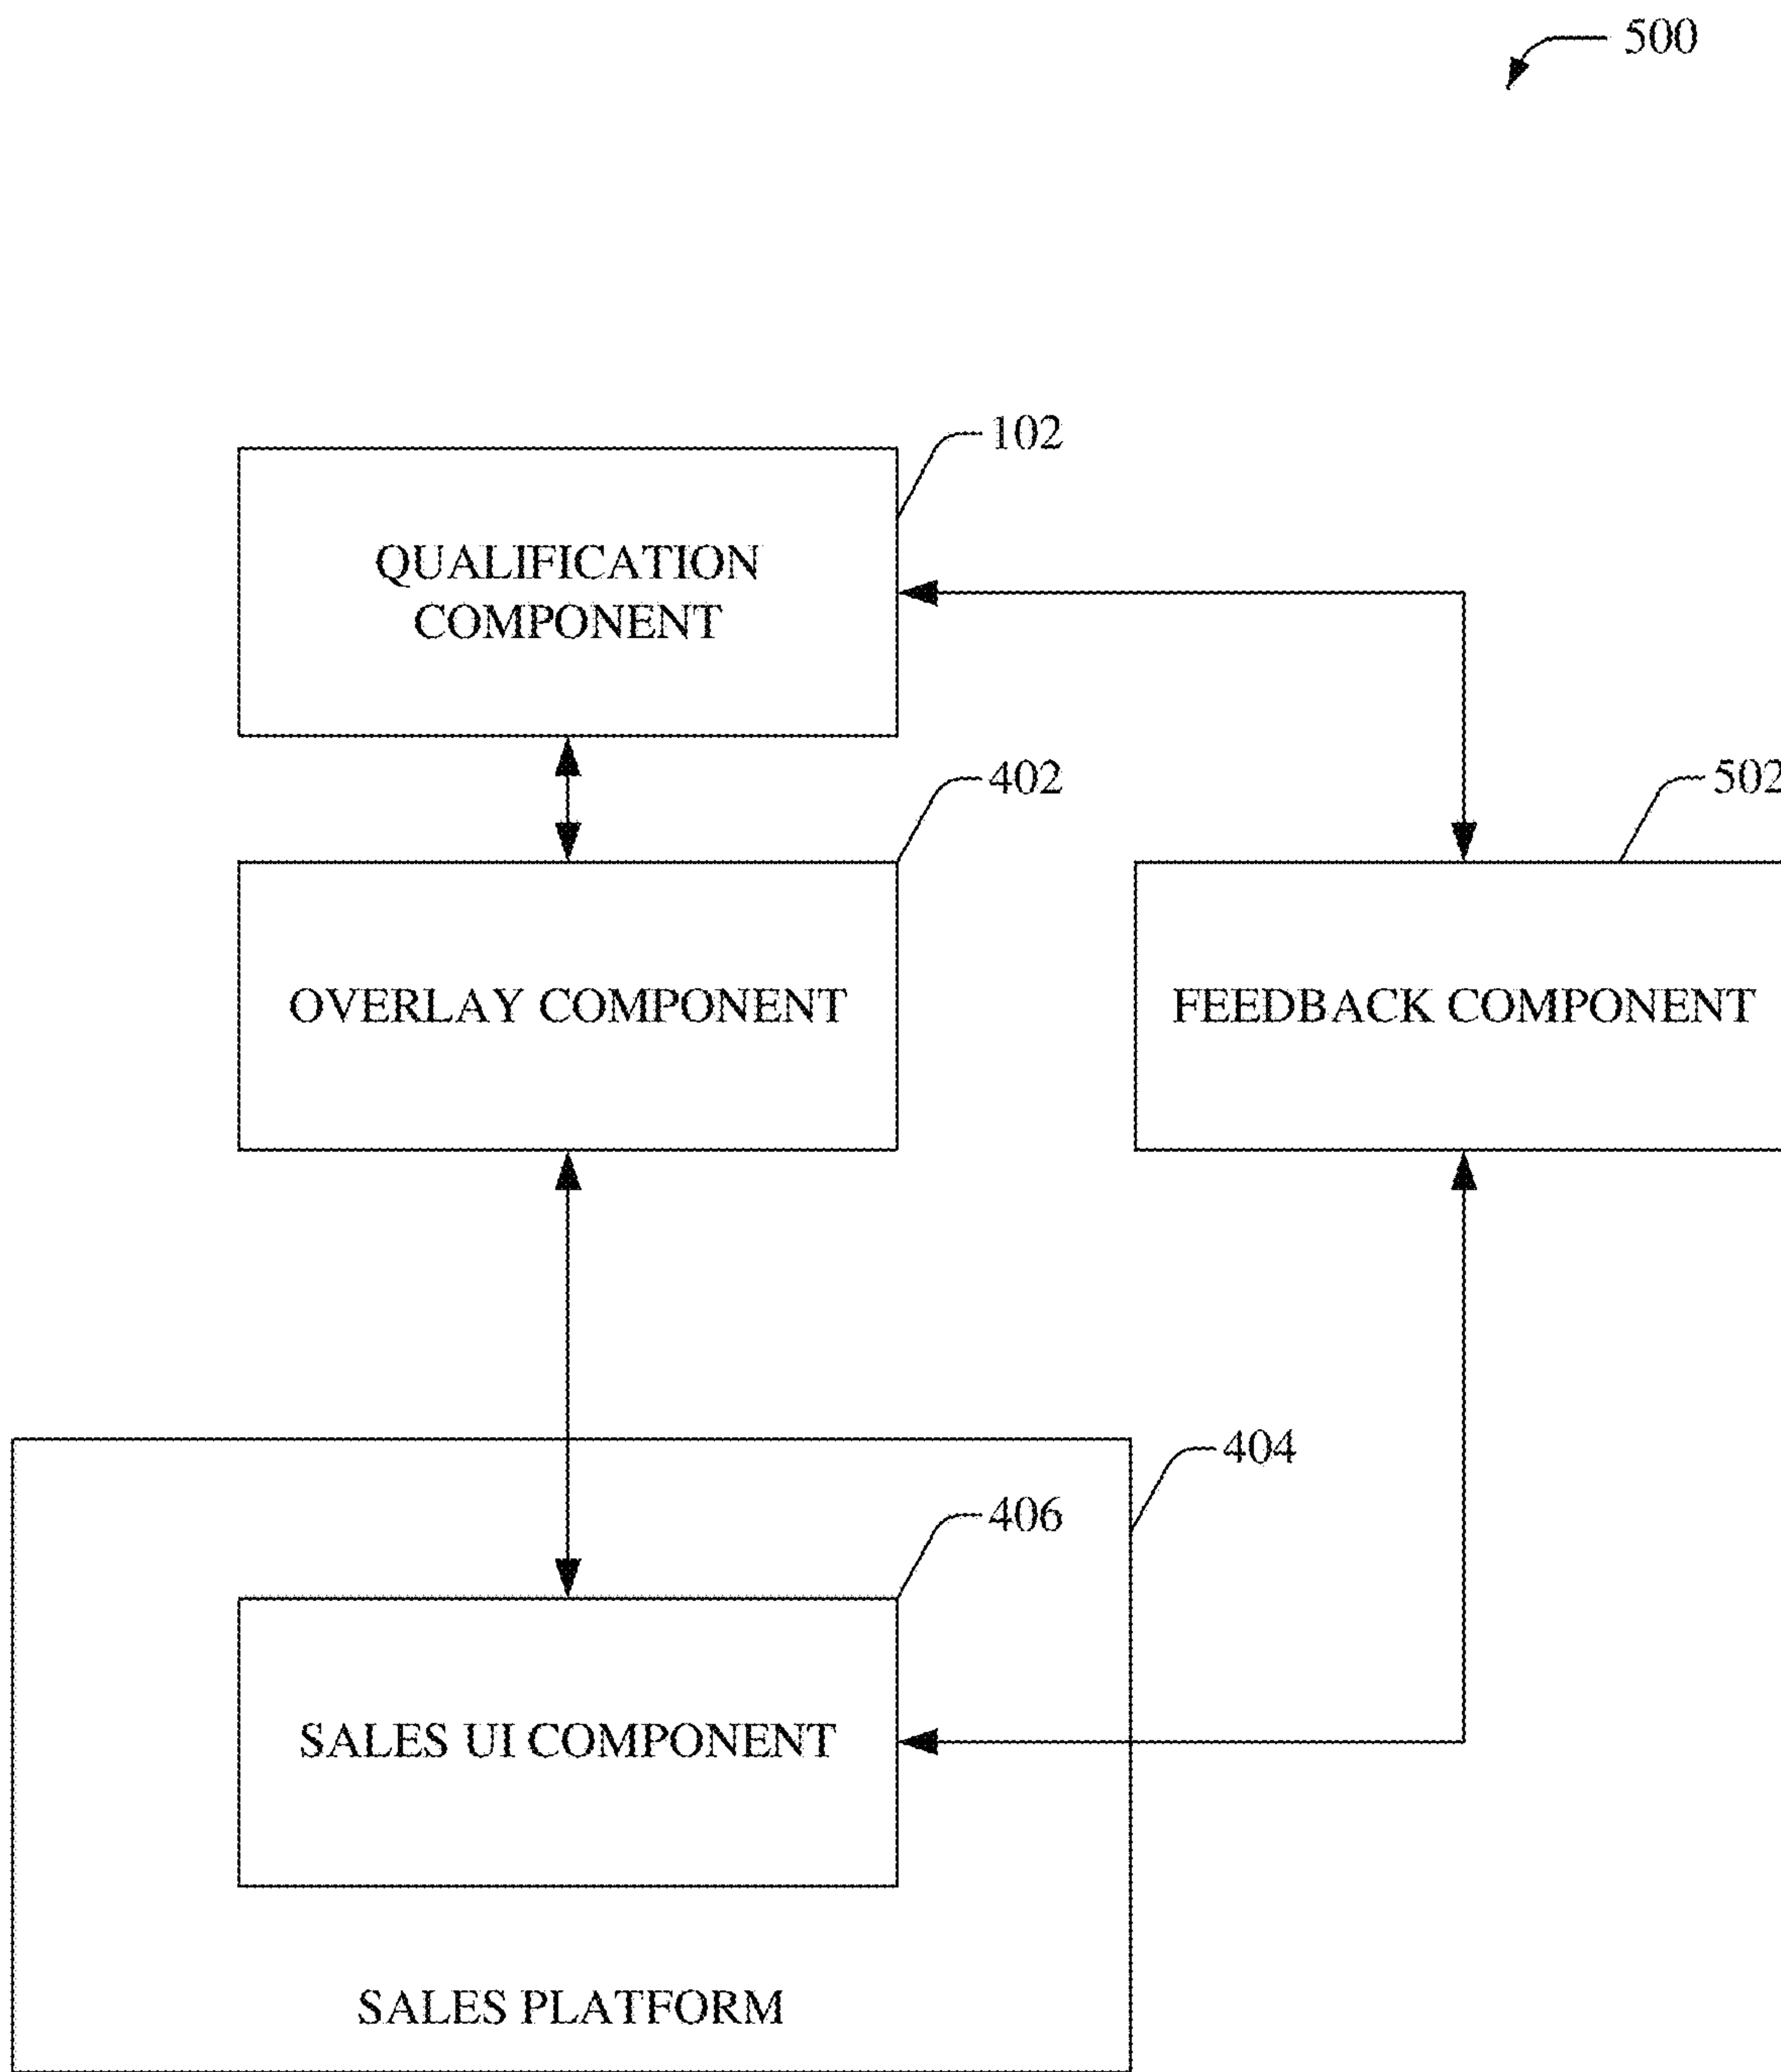 500
102
QUALIFICATION
COMPONENT
402
502
OVERLAY COMPONENT
FEEDBACK COMPONENT
404
406
SALES UI COMPONENT
SALES PLATFORM